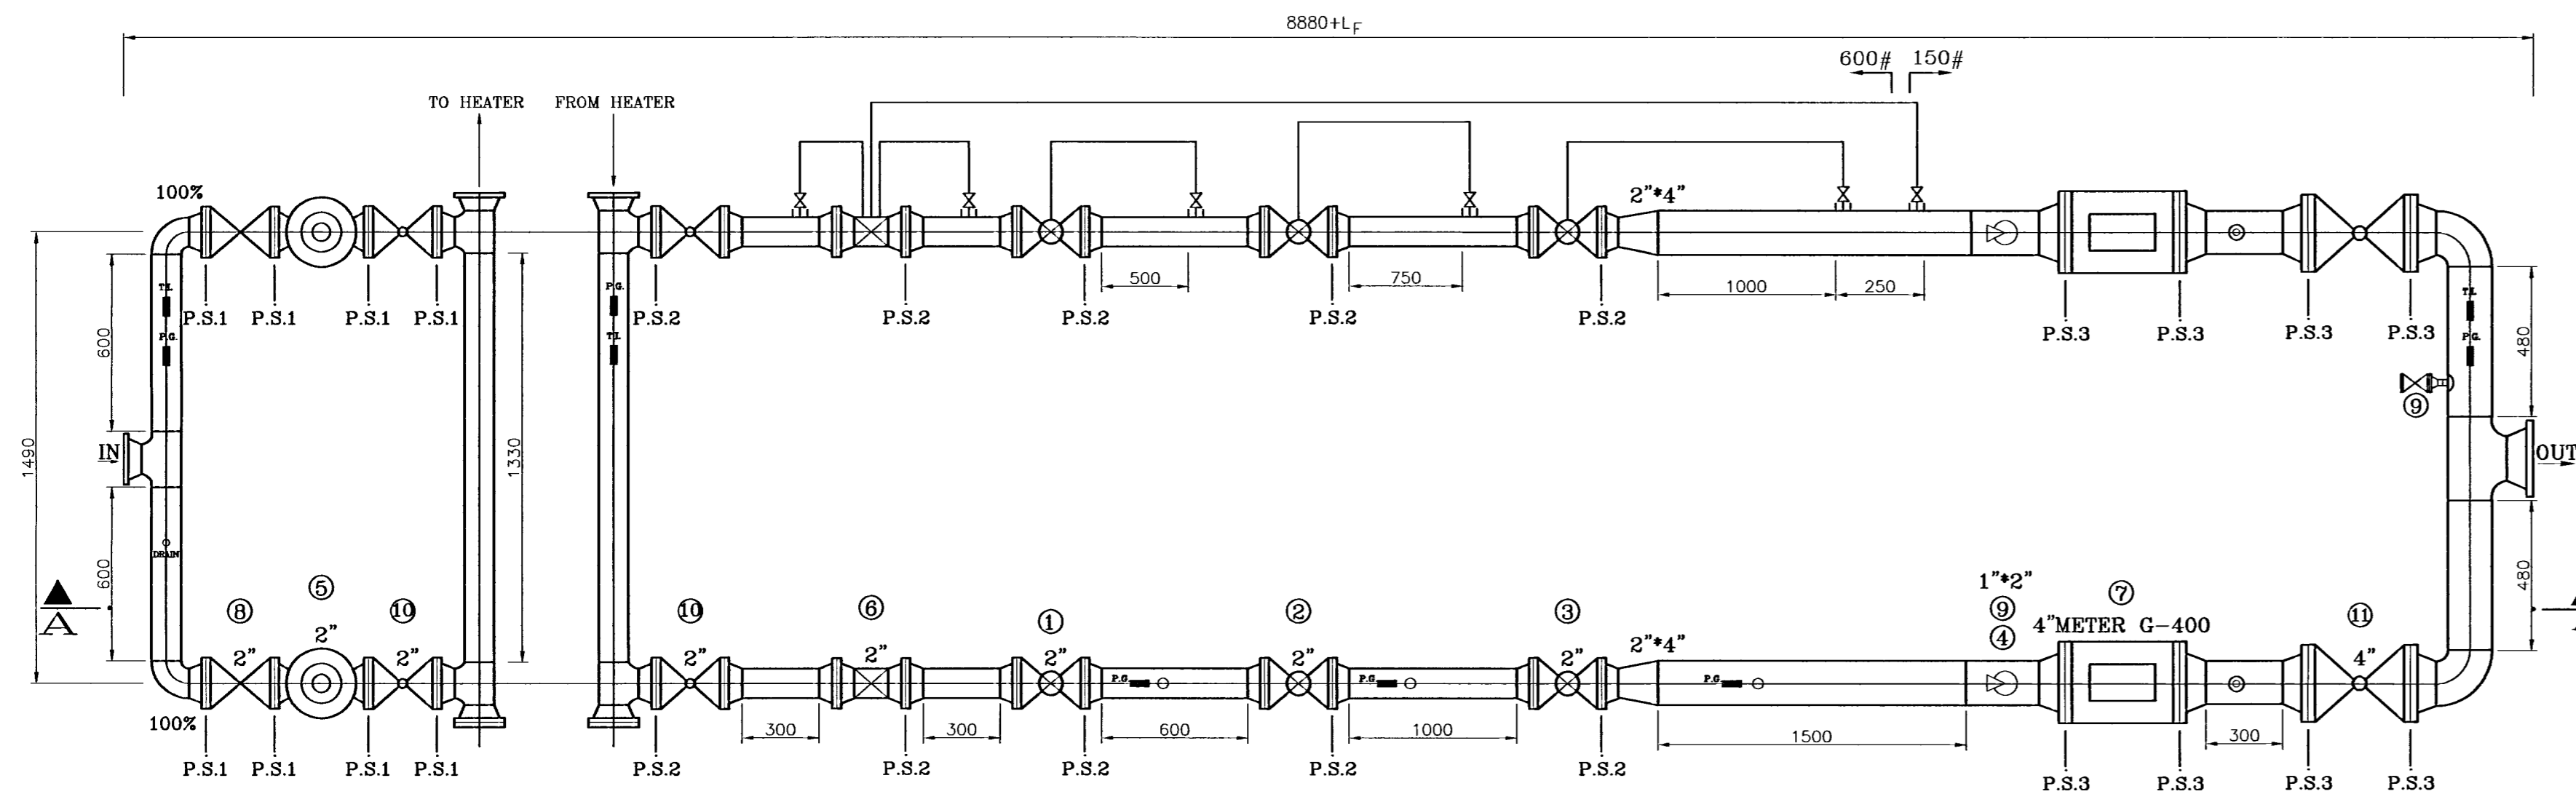 8880+LF
600# 150#
TO HEATER FROM HEATER
100%
2"*4"
T.I.
P.G.
P.G.
T.I.
T.I.
P.G.
500
750
1000
250
P.S.1 P.S.1 P.S.1 P.S.1 P.S.2 P.S.2 P.S.2 P.S.2 P.S.2 P.S.3 P.S.3 P.S.3 P.S.3
600
480
1490
1330
IN
OUT
⑨
DRAIN
600
480
A
⑧ ⑤ ⑩ ⑩ ⑥ ① ② ③
1"*2"
⑨
④
⑦
4"METER G-400
⑪
2" 2" 2" 2" 2" 2" 2" 2" 2"*4" 4"
P.G P.G P.G
100%
300 300 600 1000 1500 300
P.S.1 P.S.1 P.S.1 P.S.1 P.S.2 P.S.2 P.S.2 P.S.2 P.S.2 P.S.3 P.S.3 P.S.3 P.S.3